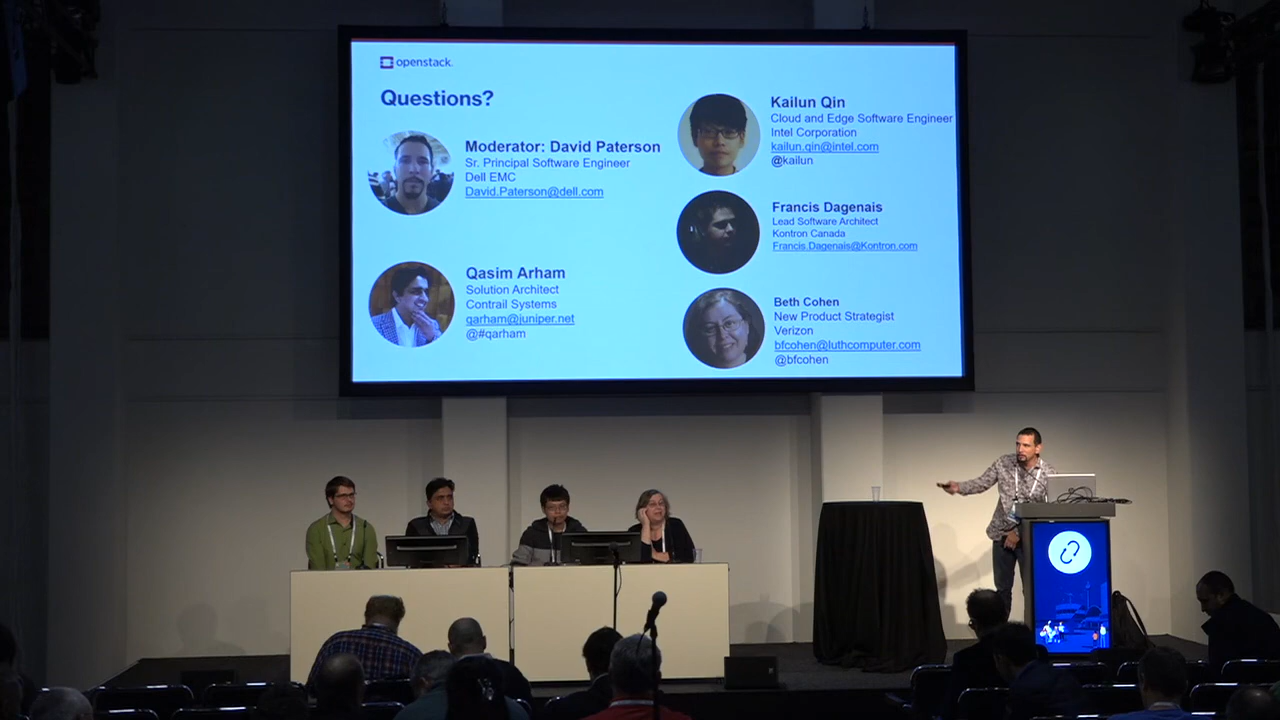 openstack.
Questions?
Moderator: David Paterson
Sr. Principal Software Engineer
Dell EMC
David.Paterson@dell.com
Qasim Arham
Solution Architect
Contrail Systems
qarham@juniper.net
@#qarham
Kailun Qin
Cloud and Edge Software Engineer
Intel Corporation
kailun.qin@intel.com
@kailun
Francis Dagenais
Lead Software Architect
Kontron Canada
Francis.Dagenais@Kontron.com
Beth Cohen
New Product Strategist
Verizon
bfcohen@luthcomputer.com
@bfcohen